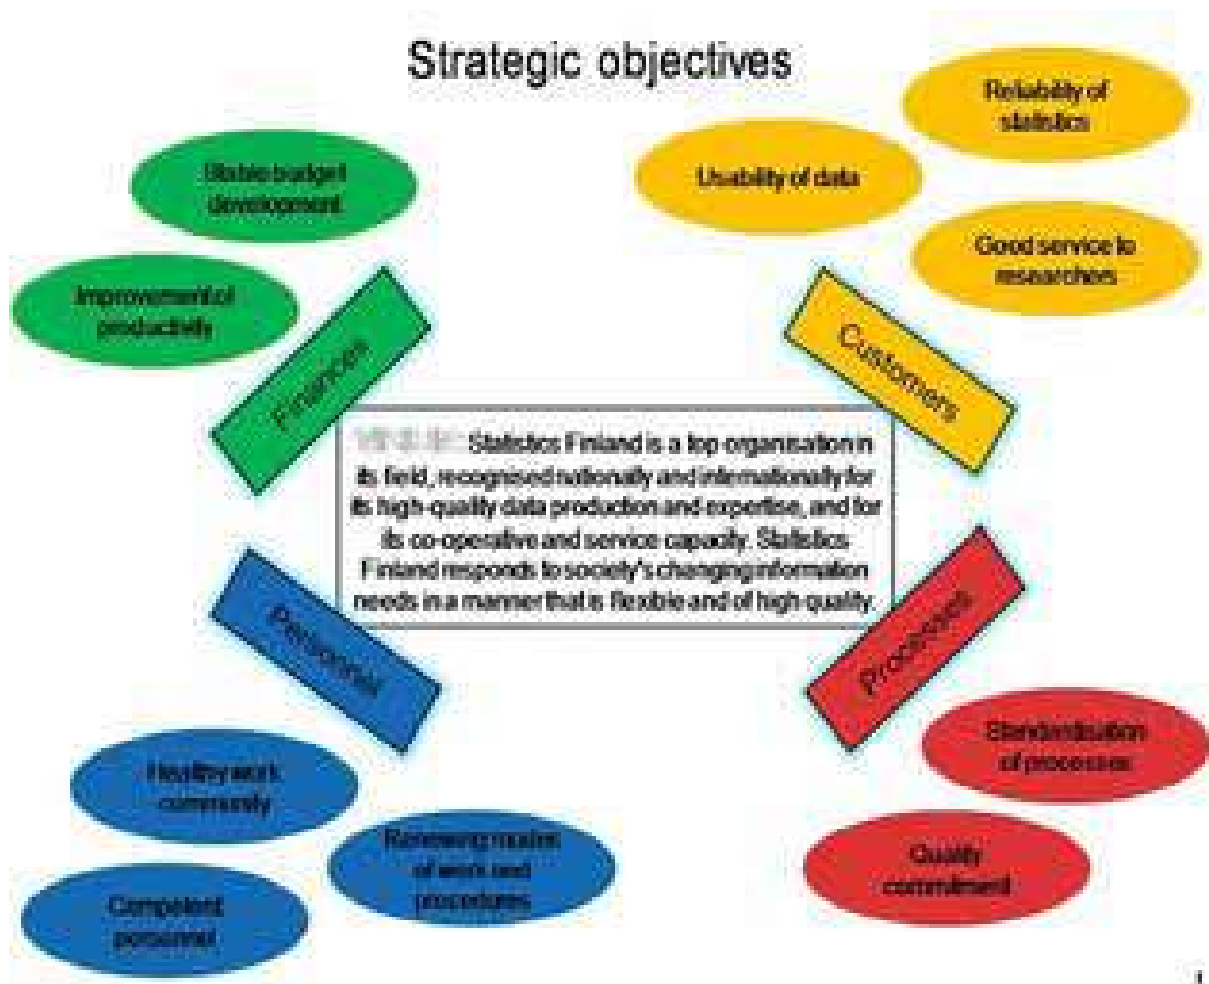 Strategic objectives
Reliability of
statistics
Usability of data
Good service to
researchers
Stable budget
development
Improvement of
productivity
Finances
Customers
VISION: Statistics Finland is a top organisation in
its field, recognised nationally and internationally for
its high-quality data production and expertise, and for
its co-operative and service capacity. Statistics
Finland responds to society's changing information
needs in a manner that is flexible and of high quality.
Personnel
Processes
Healthy work
community
Renewing modes
of work and
procedures
Competent
personnel
Standardisation
of processes
Quality
commitment